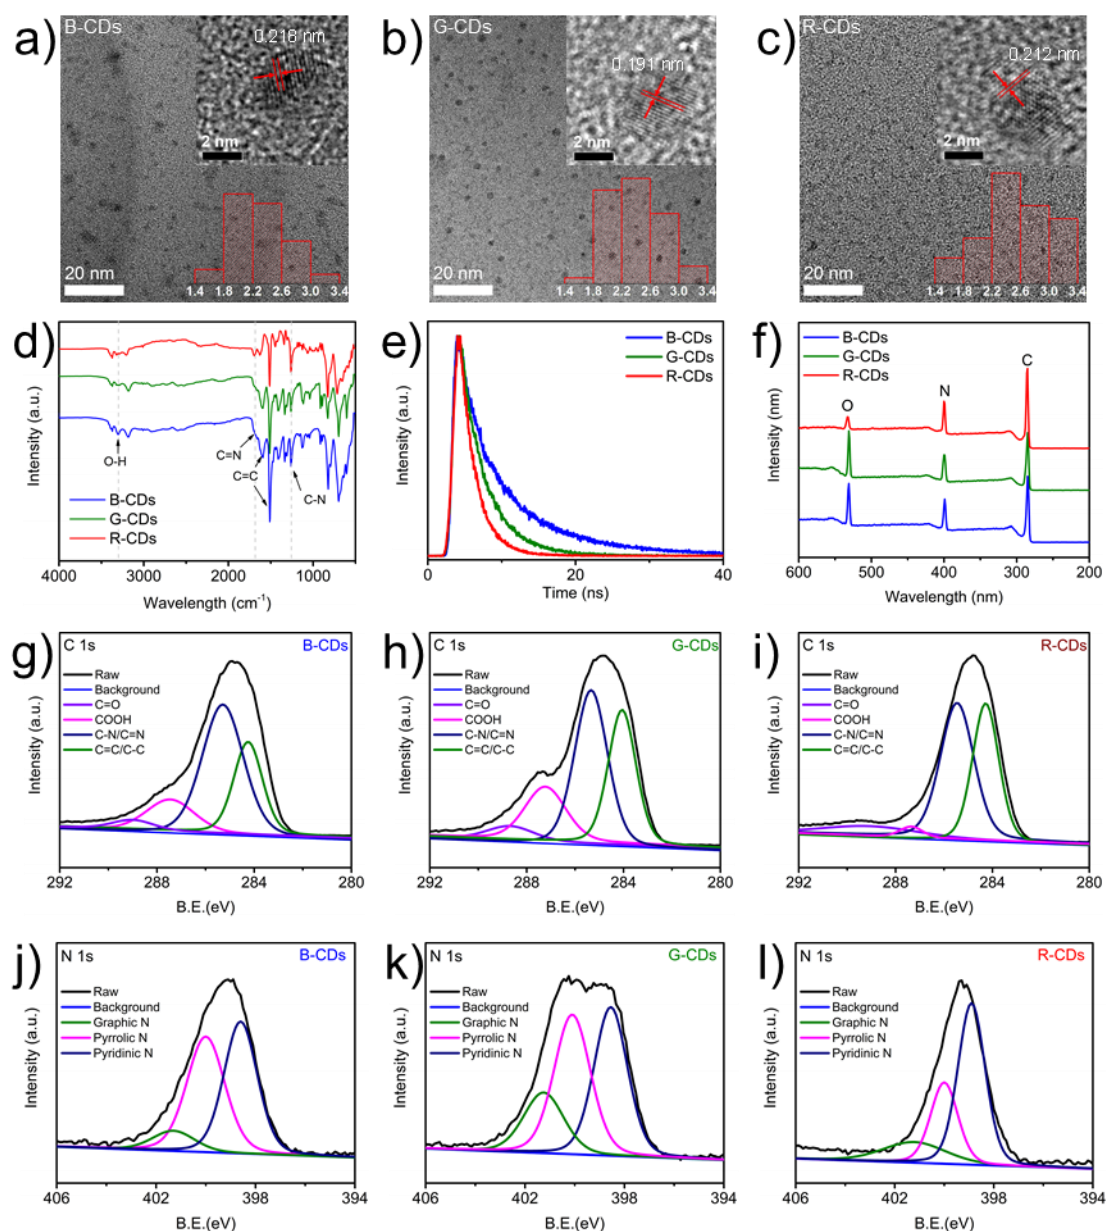 a)
B-CDs
0.218 nm
2 nm
20 nm
1.4 1.8 2.2 2.6 3.0 3.4
b)
G-CDs
0.191 nm
2 nm
20 nm
1.4 1.8 2.2 2.6 3.0 3.4
c)
R-CDs
0.212 nm
2 nm
20 nm
1.4 1.8 2.2 2.6 3.0 3.4
d)
Intensity (a.u.)
O-H
C=N
C=C
C-N
B-CDs
G-CDs
R-CDs
4000 3000 2000 1000
Wavelength (cm⁻¹)
e)
Intensity (a.u.)
B-CDs
G-CDs
R-CDs
0 20 40
Time (ns)
f)
Intensity (nm)
B-CDs
G-CDs
R-CDs
O
N
C
600 500 400 300 200
Wavelength (nm)
g)
C 1s
B-CDs
Raw
Background
C=O
COOH
C-N/C=N
C=C/C-C
Intensity (a.u.)
292 288 284 280
B.E.(eV)
h)
C 1s
G-CDs
Raw
Background
C=O
COOH
C-N/C=N
C=C/C-C
Intensity (a.u.)
292 288 284 280
B.E.(eV)
i)
C 1s
R-CDs
Raw
Background
C=O
COOH
C-N/C=N
C=C/C-C
Intensity (a.u.)
292 288 284 280
B.E.(eV)
j)
N 1s
B-CDs
Raw
Background
Graphic N
Pyrrolic N
Pyridinic N
Intensity (a.u.)
406 402 398 394
B.E.(eV)
k)
N 1s
G-CDs
Raw
Background
Graphic N
Pyrrolic N
Pyridinic N
Intensity (a.u.)
406 402 398 394
B.E.(eV)
l)
N 1s
R-CDs
Raw
Background
Graphic N
Pyrrolic N
Pyridinic N
Intensity (a.u.)
406 402 398 394
B.E.(eV)